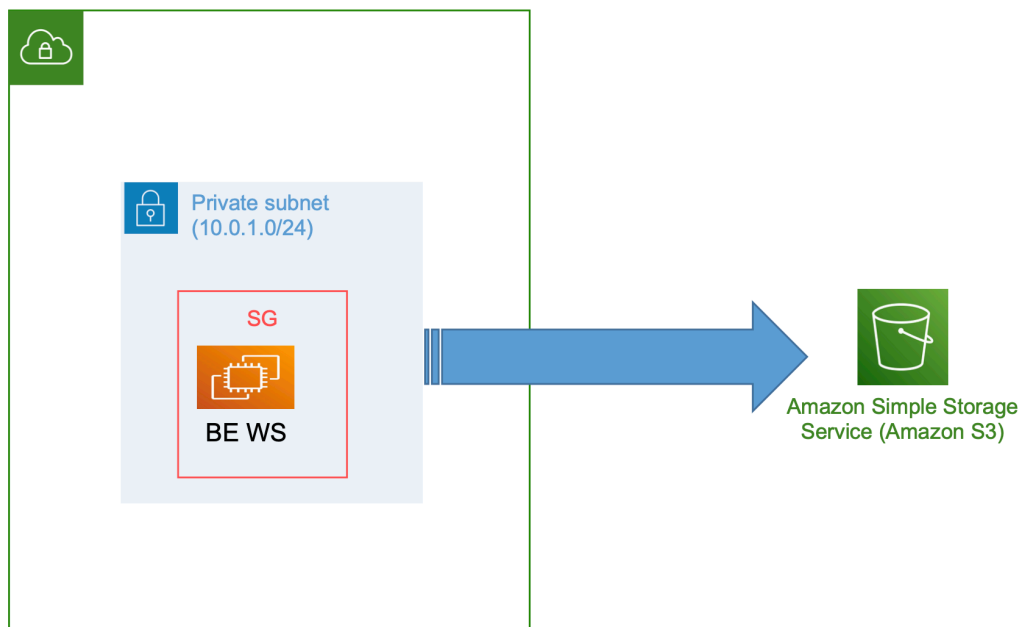 Private subnet
(10.0.1.0/24)
SG
BE WS
Amazon Simple Storage
Service (Amazon S3)